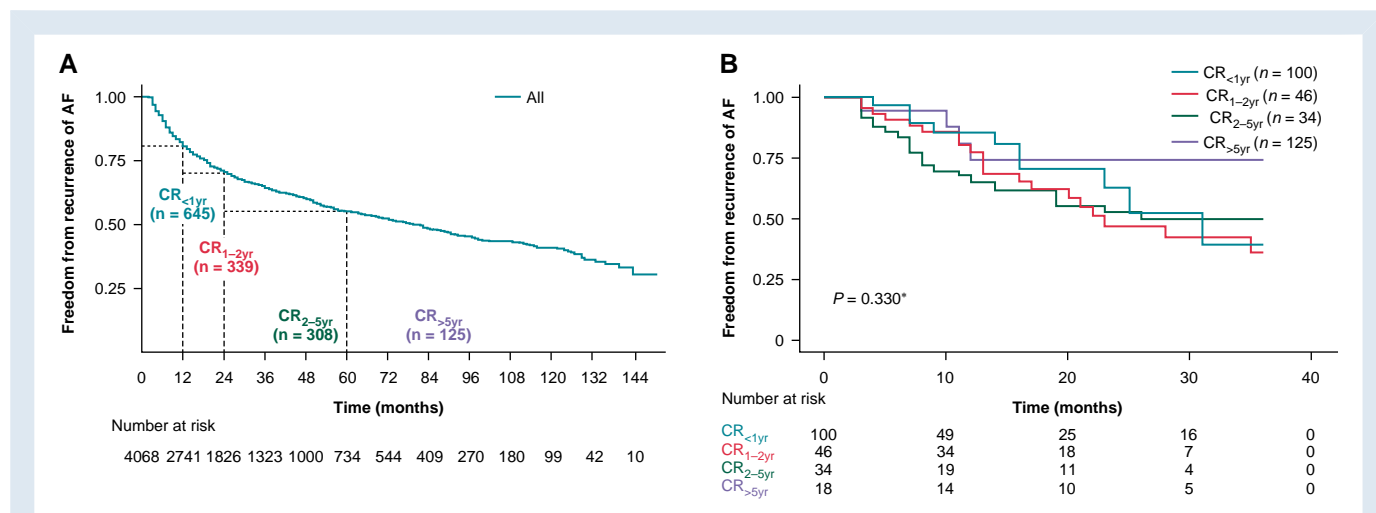 A
Freedom from recurrence of AF
1.00
0.75
0.50
0.25
All
CR<1yr
(n = 645)
CR1–2yr
(n = 339)
CR2–5yr
(n = 308)
CR>5yr
(n = 125)
0 12 24 36 48 60 72 84 96 108 120 132 144
Time (months)
Number at risk
4068 2741 1826 1323 1000 734 544 409 270 180 99 42 10
B
Freedom from recurrence of AF
1.00
0.75
0.50
0.25
0
CR<1yr (n = 100)
CR1–2yr (n = 46)
CR2–5yr (n = 34)
CR>5yr (n = 125)
P = 0.330*
0 10 20 30 40
Number at risk
Time (months)
CR<1yr 100 49 25 16 0
CR1–2yr 46 34 18 7 0
CR2–5yr 34 19 11 4 0
CR>5yr 18 14 10 5 0